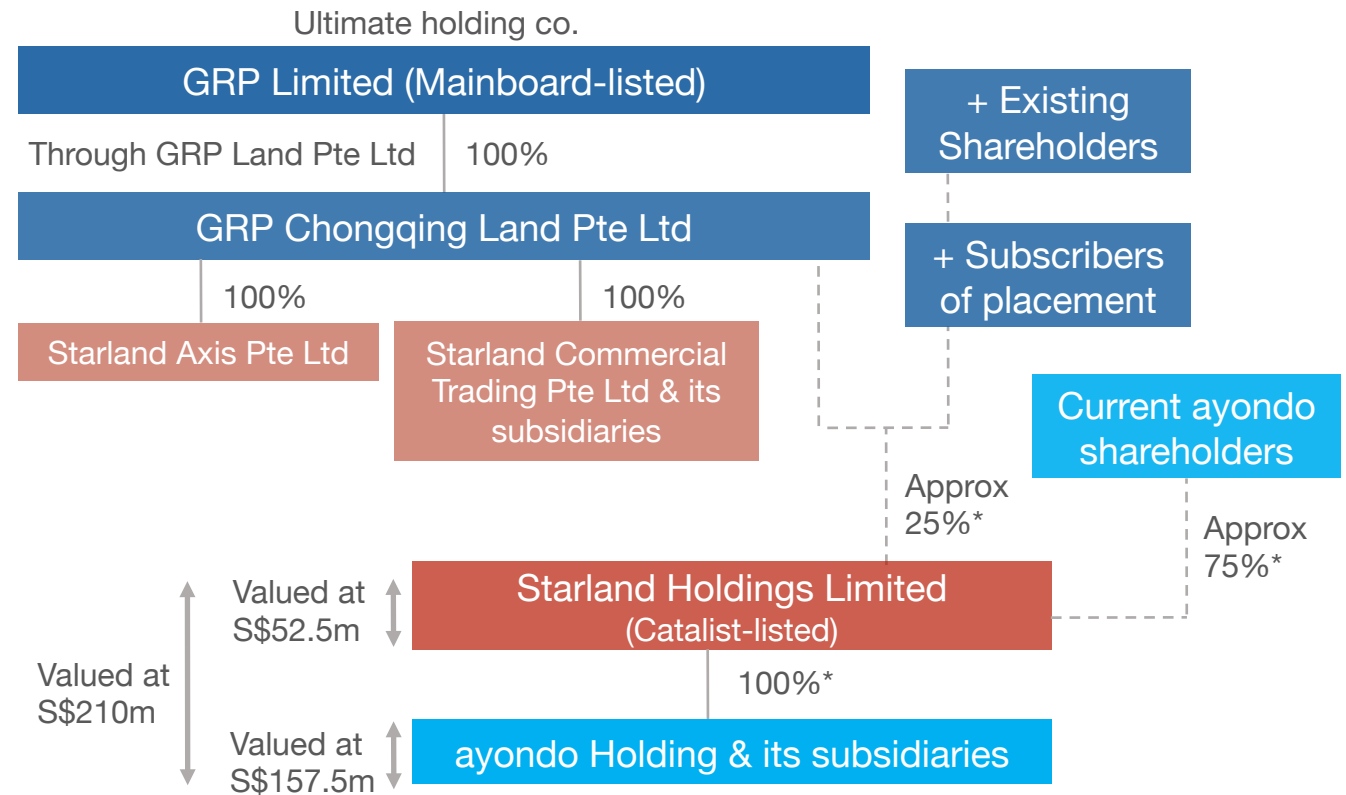 Ultimate holding co.
GRP Limited (Mainboard-listed)
Through GRP Land Pte Ltd
100%
+ Existing
Shareholders
GRP Chongqing Land Pte Ltd
+ Subscribers
of placement
100%
100%
Starland Axis Pte Ltd
Starland Commercial
Trading Pte Ltd & its
subsidiaries
Current ayondo
shareholders
Approx
25%*
Approx
75%*
Valued at
S$52.5m
Starland Holdings Limited
(Catalist-listed)
Valued at
S$210m
100%*
Valued at
S$157.5m
ayondo Holding & its subsidiaries